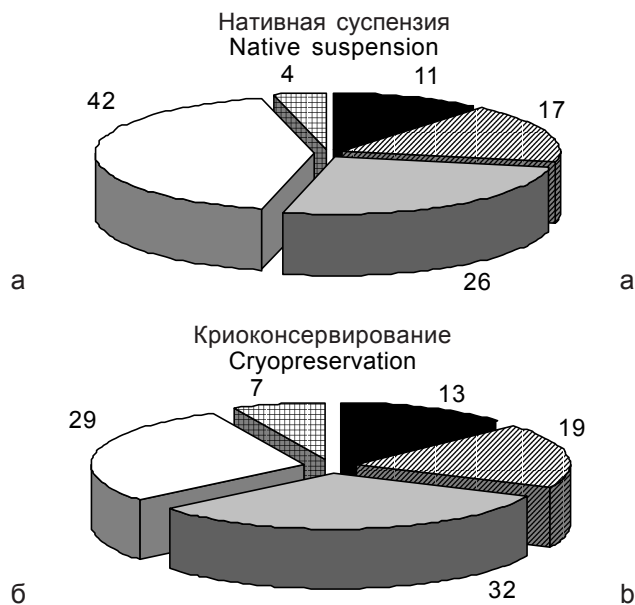 Нативная суспензия
Native suspension
4
11
42
17
26
а
a
Криоконсервирование
Cryopreservation
7
13
29
19
32
б
b